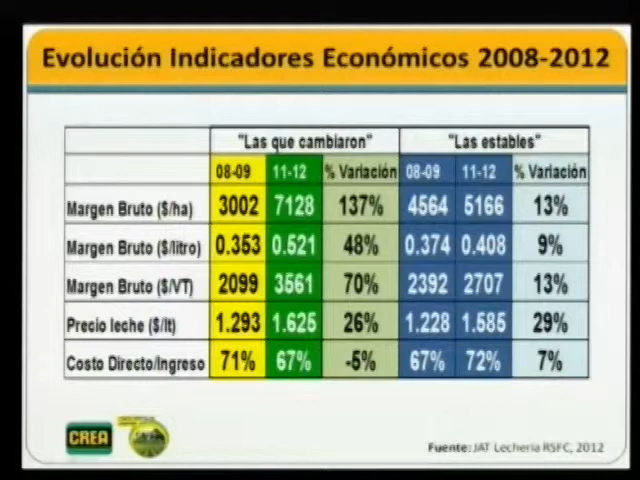 Evolución Indicadores Económicos 2008-2012
"Las que cambiaron" "Las estables"
08-09 11-12 % Variación 08-09 11-12 % Variación
Margen Bruto ($/ha) 3002 7128 137% 4564 5166 13%
Margen Bruto ($/litro) 0.353 0.521 48% 0.374 0.408 9%
Margen Bruto ($/VT) 2099 3561 70% 2392 2707 13%
Precio leche ($/lt) 1.293 1.625 26% 1.228 1.585 29%
Costo Directo/Ingreso 71% 67% -5% 67% 72% 7%
CREA
Fuente: JAT Lechería RSFC, 2012